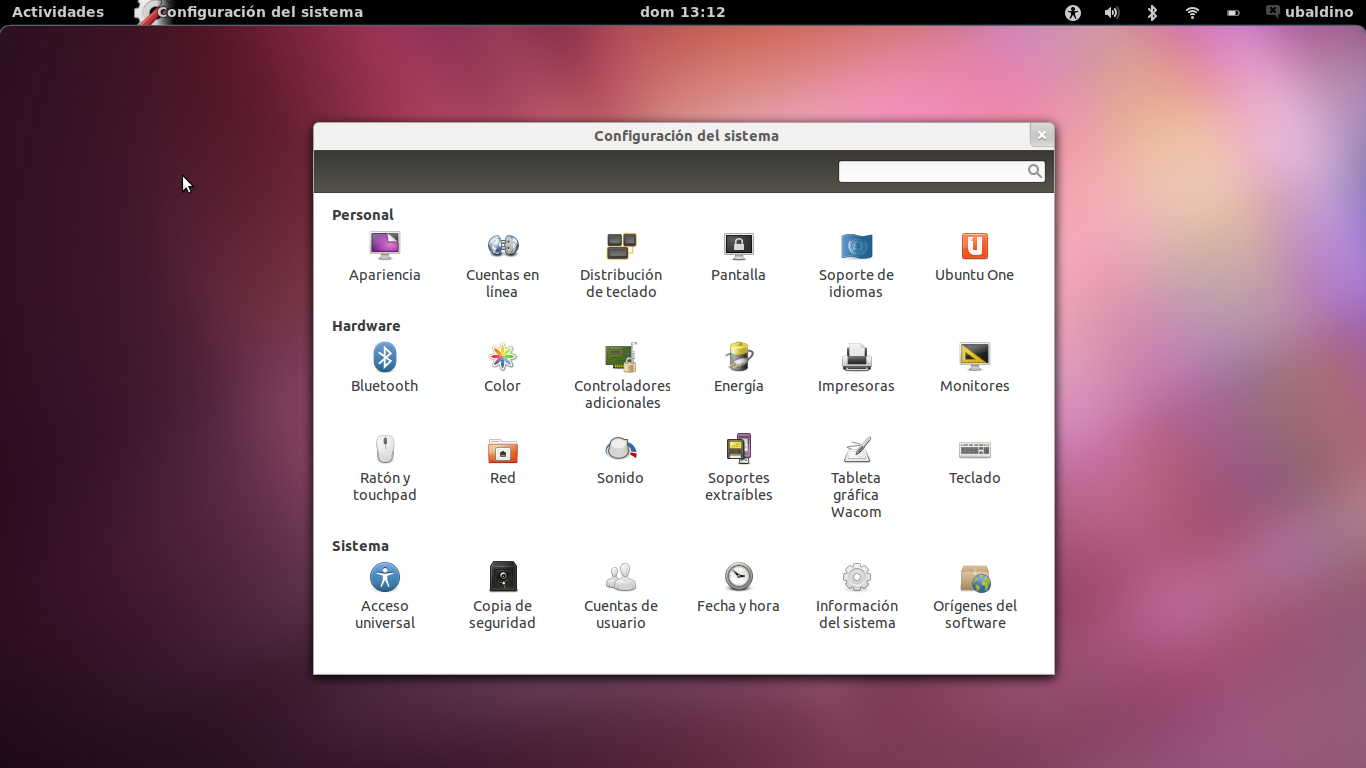 Actividades Configuración del sistema dom 13:12 ubaldino
Configuración del sistema
Personal
Apariencia
Cuentas en
línea
Distribución
de teclado
Pantalla
Soporte de
idiomas
Ubuntu One
Hardware
Bluetooth
Color
Controladores
adicionales
Energía
Impresoras
Monitores
Ratón y
touchpad
Red
Sonido
Soportes
extraíbles
Tableta
gráfica
Wacom
Teclado
Sistema
Acceso
universal
Copia de
seguridad
Cuentas de
usuario
Fecha y hora
Información
del sistema
Orígenes del
software